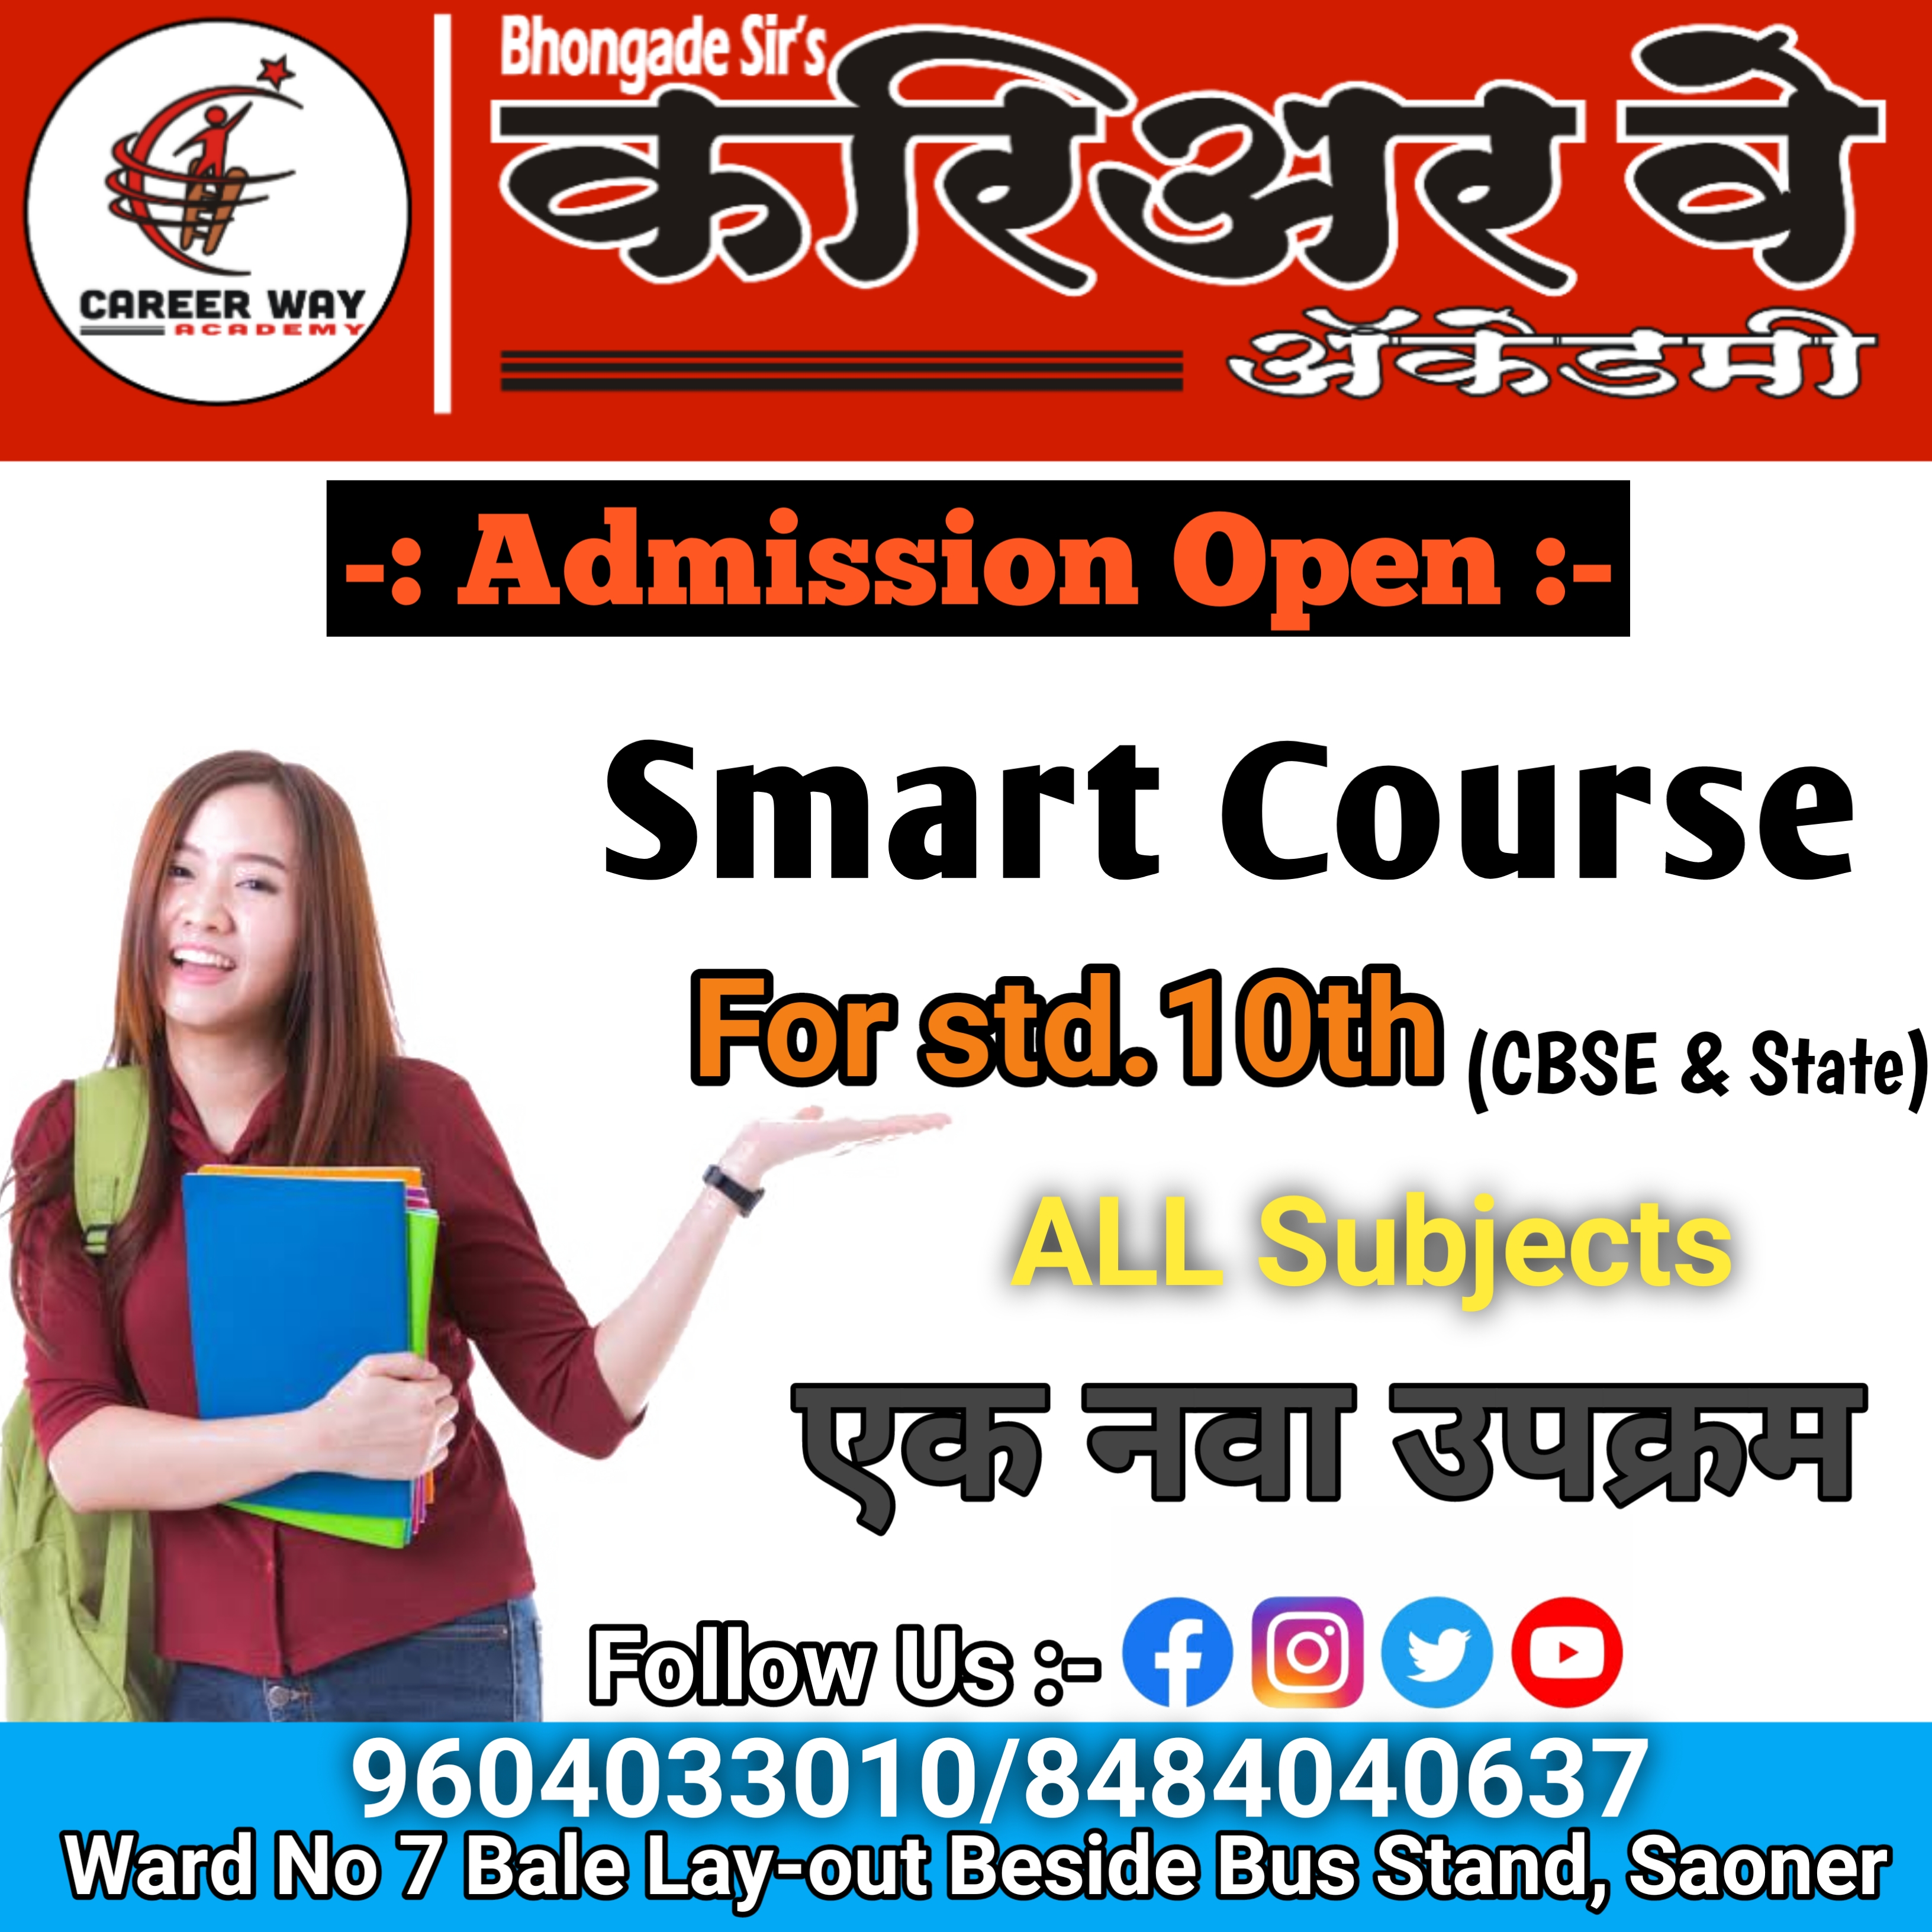 CAREER WAY
ACADEMY
Bhongade Sir's
करिअर वे
ॲकॅडमी
-: Admission Open :-
Smart Course
For std.10th (CBSE & State)
ALL Subjects
एक नवा उपक्रम
Follow Us :-
9604033010/8484040637
Ward No 7 Bale Lay-out Beside Bus Stand, Saoner